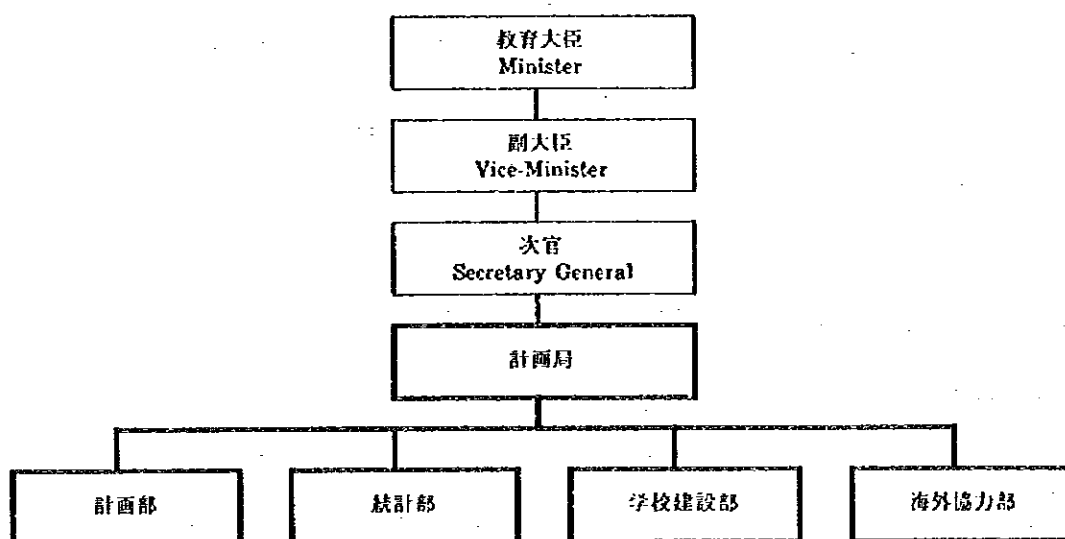 教育大臣
Minister
副大臣
Vice-Minister
次官
Secretary General
計画局
計画部
統計部
学校建設部
海外協力部